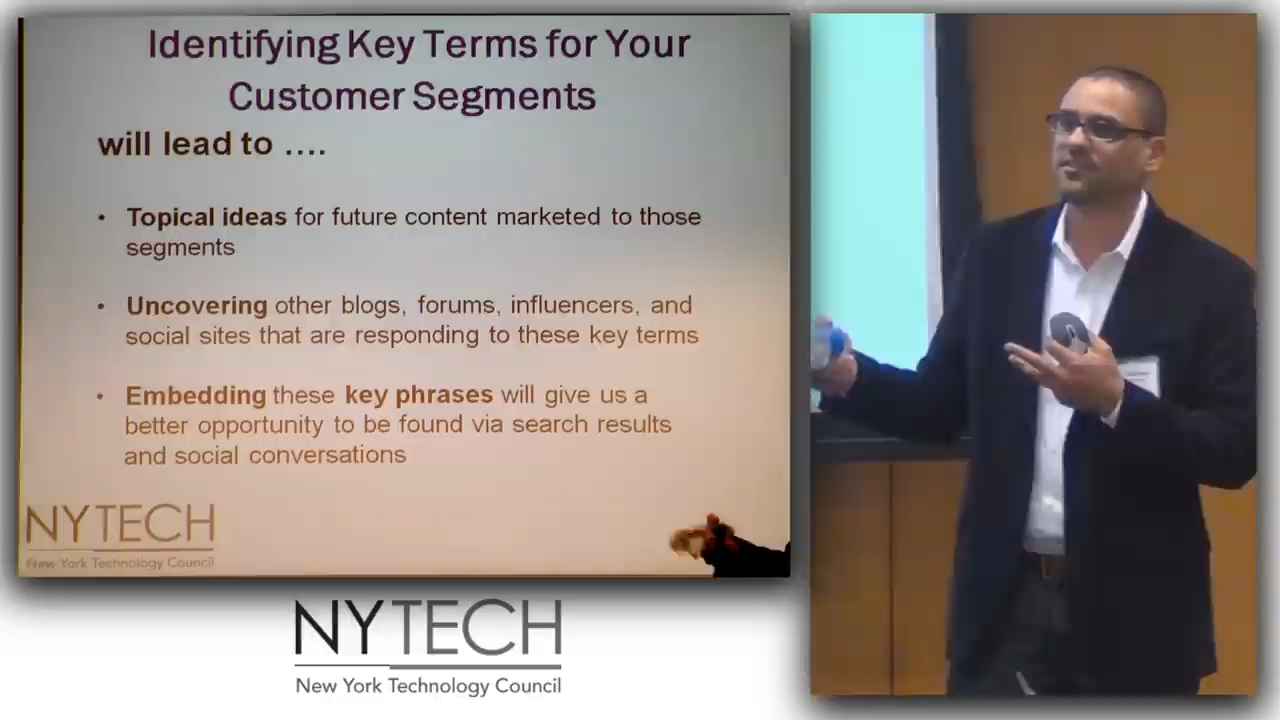 Identifying Key Terms for Your
Customer Segments
will lead to ....
• Topical ideas for future content marketed to those
segments
• Uncovering other blogs, forums, influencers, and
social sites that are responding to these key terms
• Embedding these key phrases will give us a
better opportunity to be found via search results
and social conversations
NYTECH
New York Technology Council
NYTECH
New York Technology Council